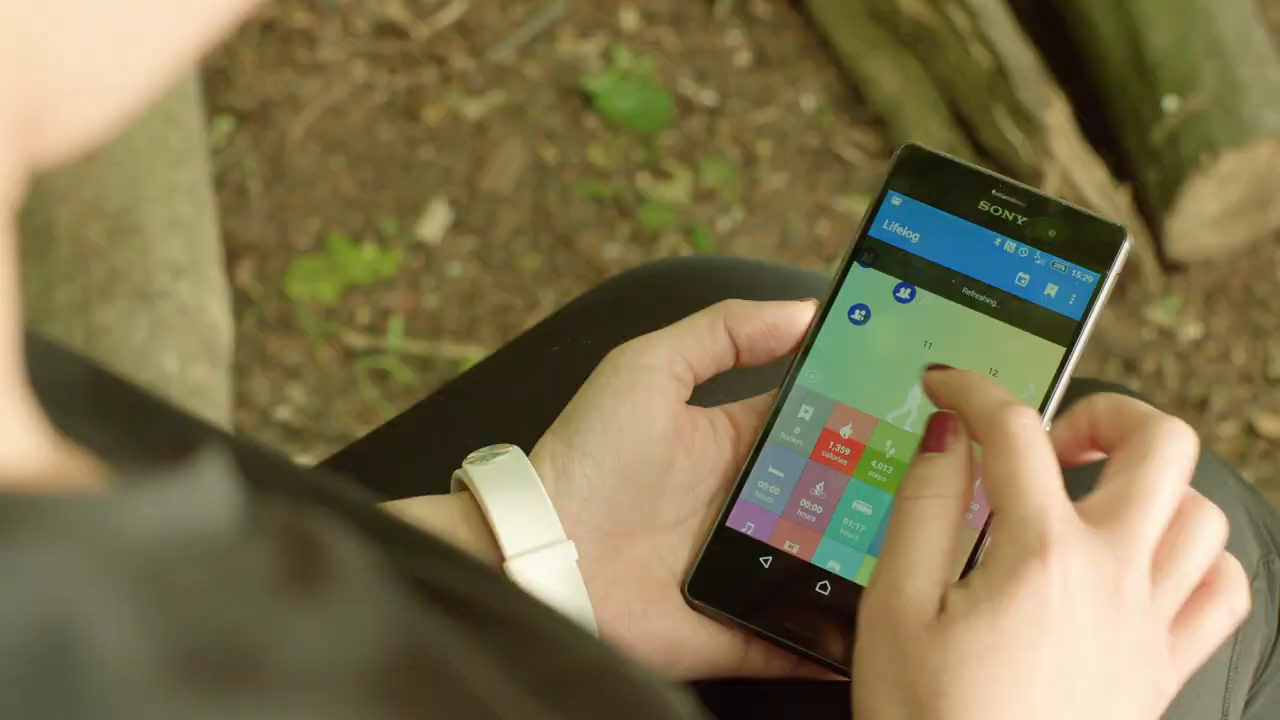 SONY
15:29
Lifelog
Refreshing...
11
12
0
1,359
calories
4,013
steps
00:00
hours
00:00
hours
01:17
hours